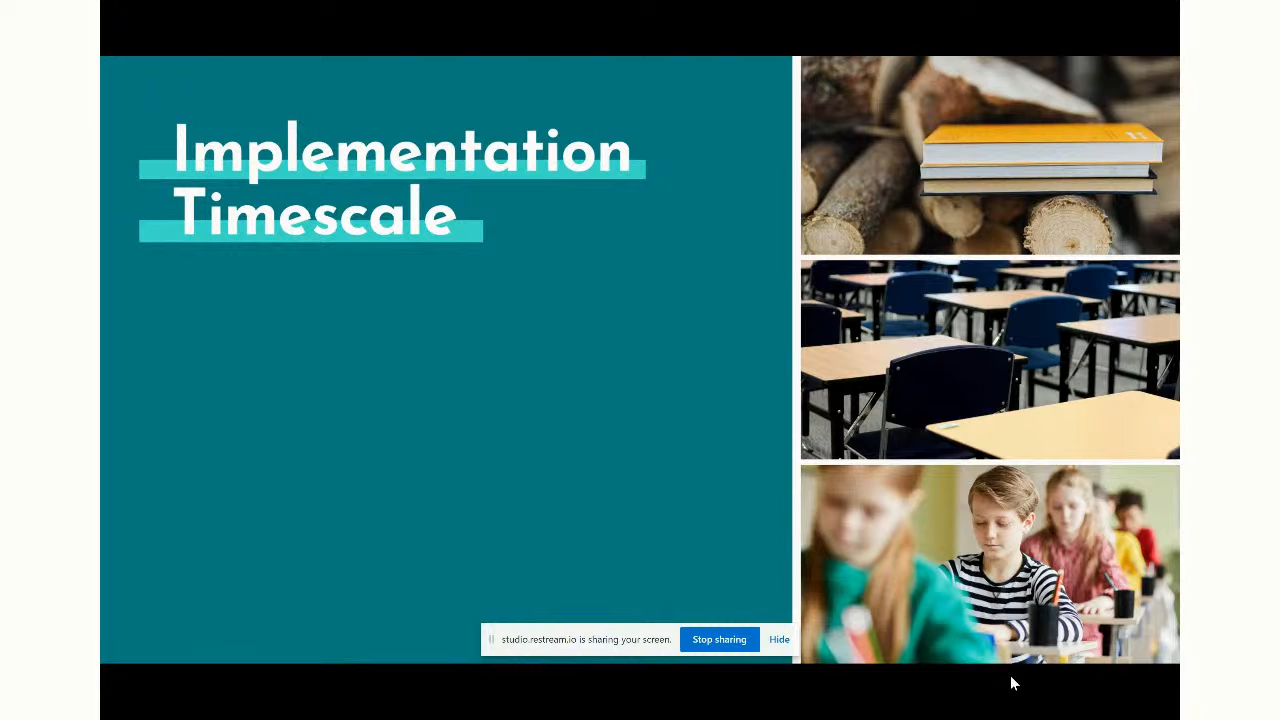 Implementation
Timescale
studio.restream.io is sharing your screen.
Stop sharing
Hide